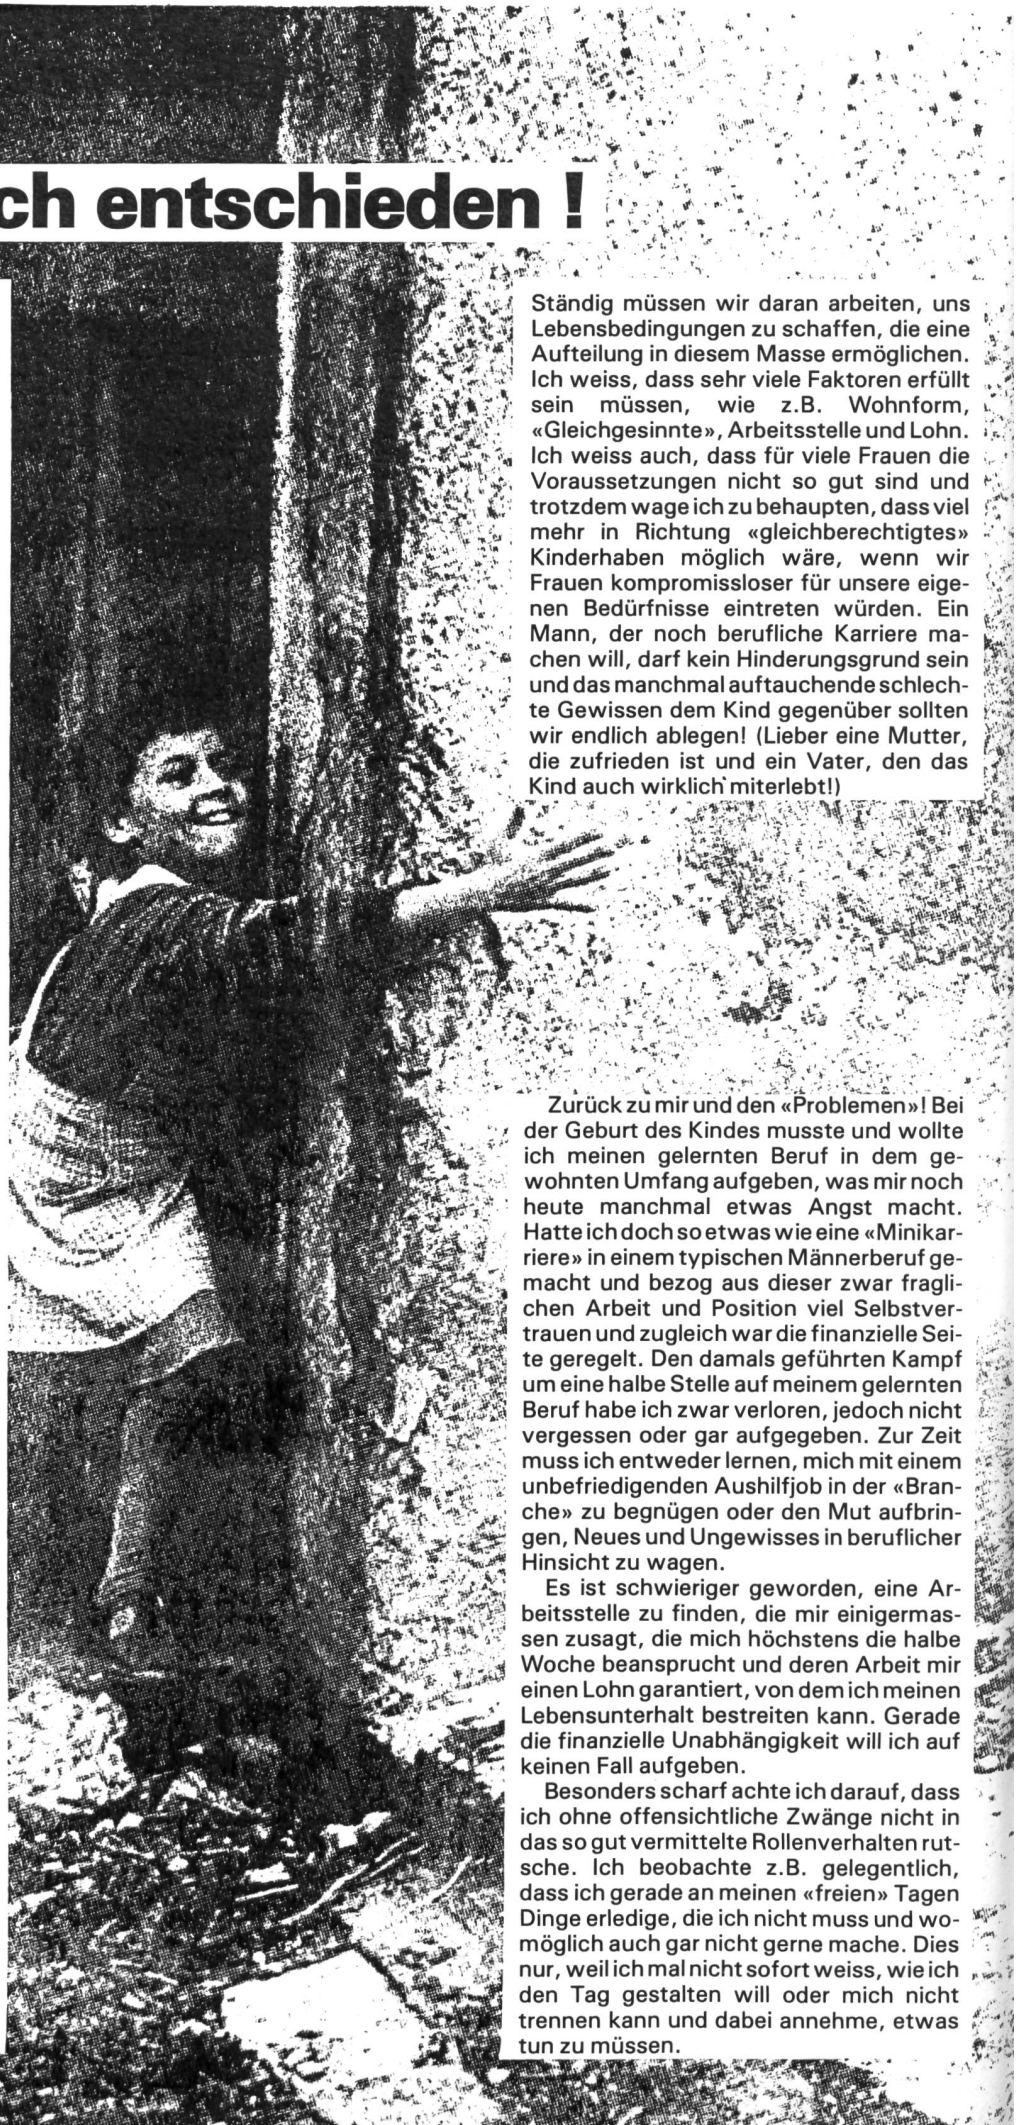 ch entschieden !
Ständig müssen wir daran arbeiten, uns
Lebensbedingungen zu schaffen, die eine
Aufteilung in diesem Masse ermöglichen.
Ich weiss, dass sehr viele Faktoren erfüllt
sein müssen, wie z.B. Wohnform,
«Gleichgesinnte», Arbeitsstelle und Lohn.
Ich weiss auch, dass für viele Frauen die
Voraussetzungen nicht so gut sind und
trotzdem wage ich zu behaupten, dass viel
mehr in Richtung «gleichberechtigtes»
Kinderhaben möglich wäre, wenn wir
Frauen kompromissloser für unsere eige-
nen Bedürfnisse eintreten würden. Ein
Mann, der noch berufliche Karriere ma-
chen will, darf kein Hinderungsgrund sein
und das manchmal auftauchende schlech-
te Gewissen dem Kind gegenüber sollten
wir endlich ablegen! (Lieber eine Mutter,
die zufrieden ist und ein Vater, den das
Kind auch wirklich miterlebt!)
Zurück zu mir und den «Problemen»! Bei
der Geburt des Kindes musste und wollte
ich meinen gelernten Beruf in dem ge-
wohnten Umfang aufgeben, was mir noch
heute manchmal etwas Angst macht.
Hatte ich doch so etwas wie eine «Minikar-
riere» in einem typischen Männerberuf ge-
macht und bezog aus dieser zwar fragli-
chen Arbeit und Position viel Selbstver-
trauen und zugleich war die finanzielle Sei-
te geregelt. Den damals geführten Kampf
um eine halbe Stelle auf meinem gelernten
Beruf habe ich zwar verloren, jedoch nicht
vergessen oder gar aufgegeben. Zur Zeit
muss ich entweder lernen, mich mit einem
unbefriedigenden Aushilfjob in der «Bran-
che» zu begnügen oder den Mut aufbrin-
gen, Neues und Ungewisses in beruflicher
Hinsicht zu wagen.
Es ist schwieriger geworden, eine Ar-
beitsstelle zu finden, die mir einigermas-
sen zusagt, die mich höchstens die halbe
Woche beansprucht und deren Arbeit mir
einen Lohn garantiert, von dem ich meinen
Lebensunterhalt bestreiten kann. Gerade
die finanzielle Unabhängigkeit will ich auf
keinen Fall aufgeben.
Besonders scharf achte ich darauf, dass
ich ohne offensichtliche Zwänge nicht in
das so gut vermittelte Rollenverhalten rut-
sche. Ich beobachte z.B. gelegentlich,
dass ich gerade an meinen «freien» Tagen
Dinge erledige, die ich nicht muss und wo-
möglich auch gar nicht gerne mache. Dies
nur, weil ich mal nicht sofort weiss, wie ich
den Tag gestalten will oder mich nicht
trennen kann und dabei annehme, etwas
tun zu müssen.